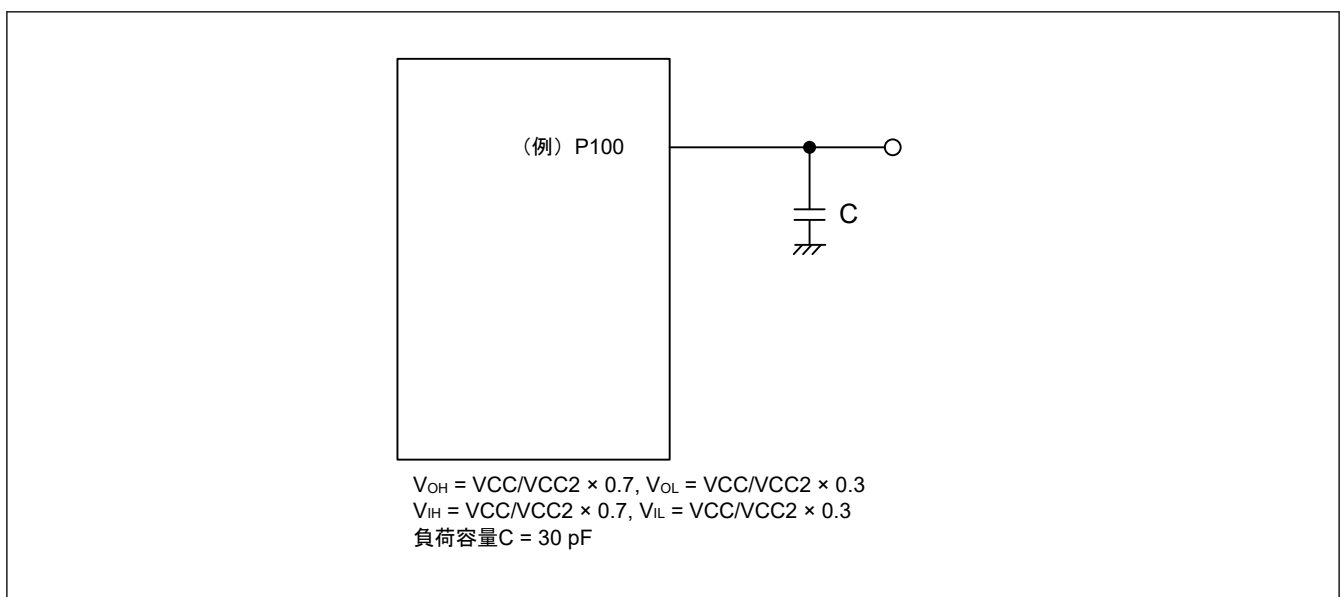 （例）P100
C
VOH = VCC/VCC2 × 0.7, VOL = VCC/VCC2 × 0.3
VIH = VCC/VCC2 × 0.7, VIL = VCC/VCC2 × 0.3
負荷容量C = 30 pF